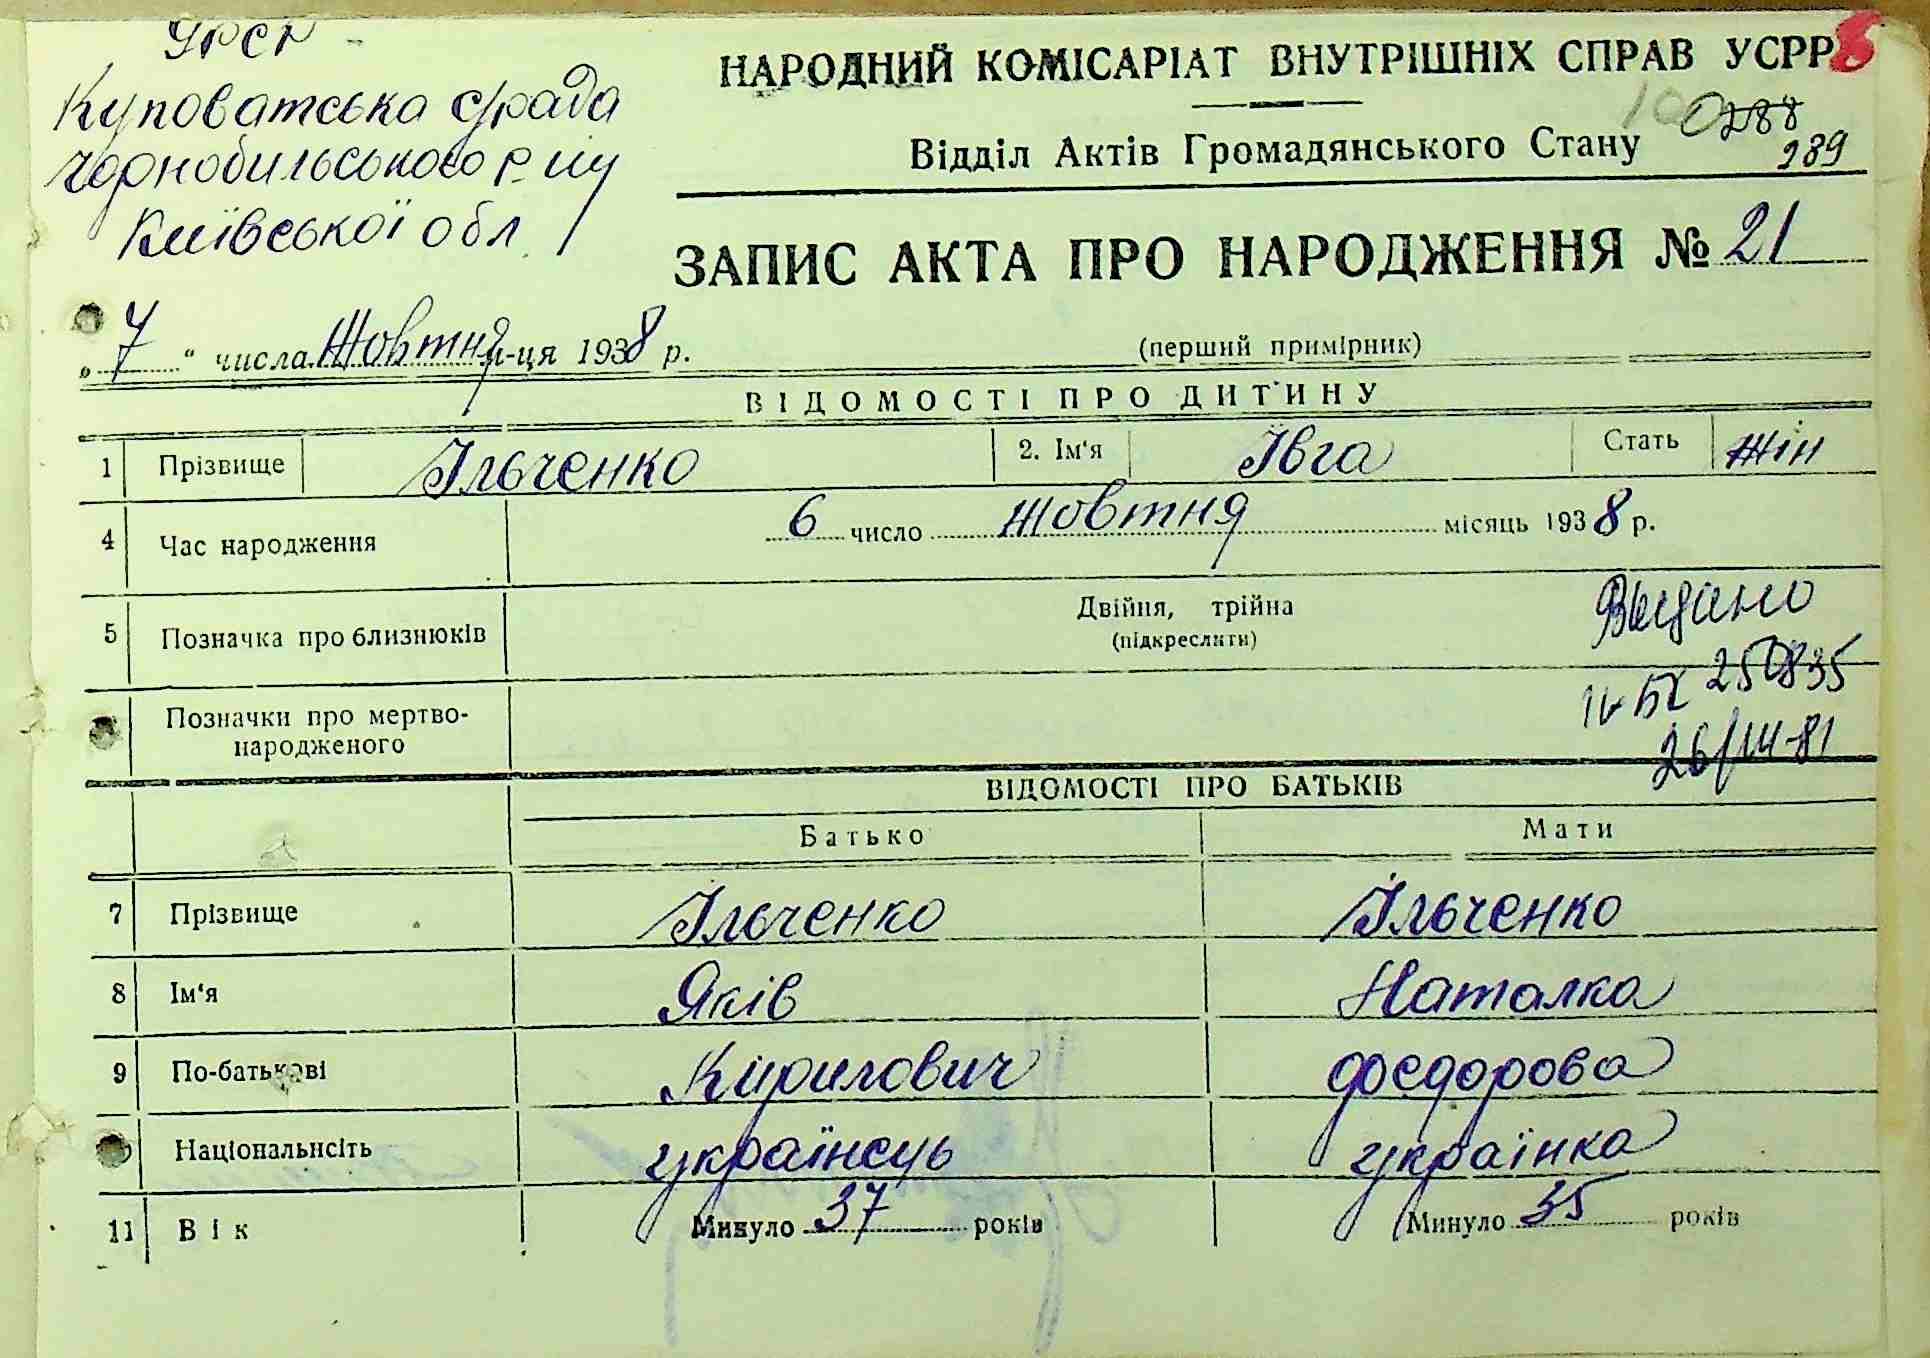 УРСР
Куповатська с/рада
Чорнобильського р-ну
Київської обл.
НАРОДНИЙ КОМІСАРІАТ ВНУТРІШНІХ СПРАВ УСРР
Відділ Актів Громадянського Стану
288
289
ЗАПИС АКТА ПРО НАРОДЖЕННЯ № 21
„ 7 “ числа Жовтня м-ця 1938 р.
(перший примірник)
ВІДОМОСТІ ПРО ДИТИНУ
1 Прізвище Ільченко 2. Ім'я Івга Стать жін
4 Час народження 6 число жовтня місяць 1938 р.
5 Позначка про близнюків Двійня, трійна
(підкреслити)
Видано
250835
Позначки про мертво-
народженого
ВІДОМОСТІ ПРО БАТЬКІВ
Батько Мати
7 Прізвище Ільченко Ільченко
8 Ім'я Яків Наталка
9 По-батькові Кирилович Федорова
Національнсіть українець українка
11 Вік Минуло 37 років Минуло 35 років